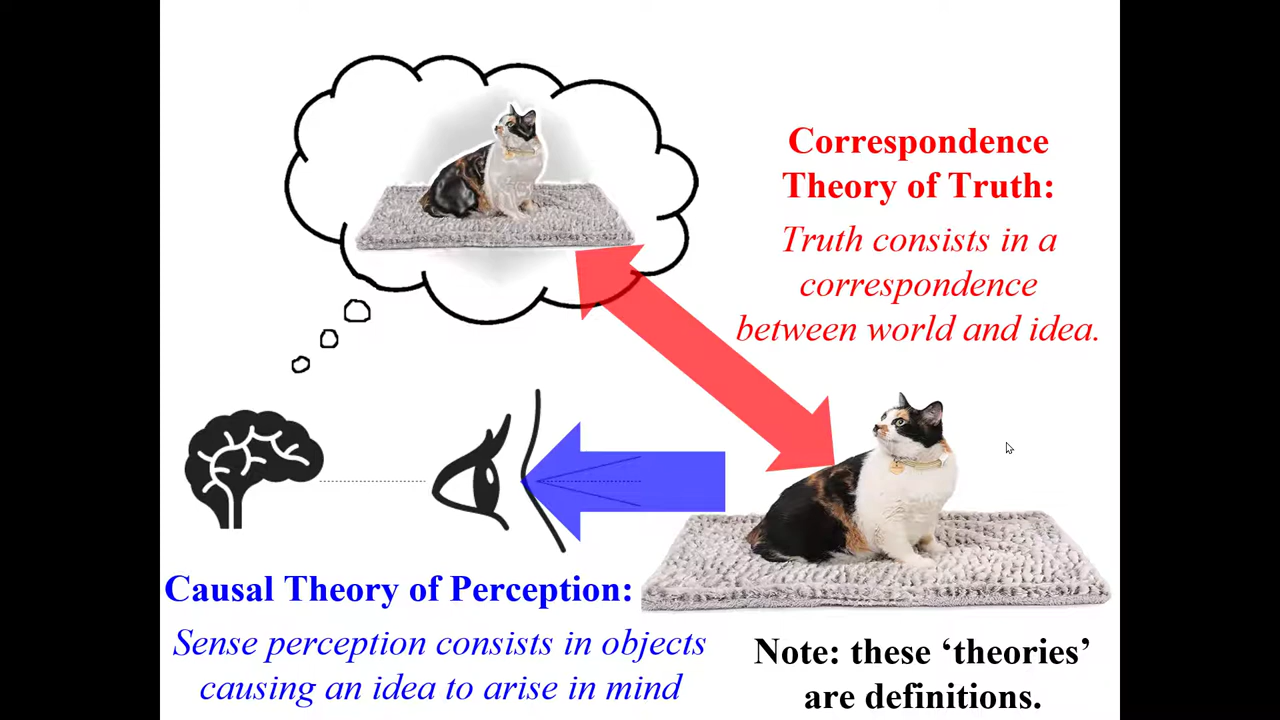 Correspondence
Theory of Truth:
Truth consists in a
correspondence
between world and idea.
Causal Theory of Perception:
Sense perception consists in objects
causing an idea to arise in mind
Note: these ‘theories’
are definitions.